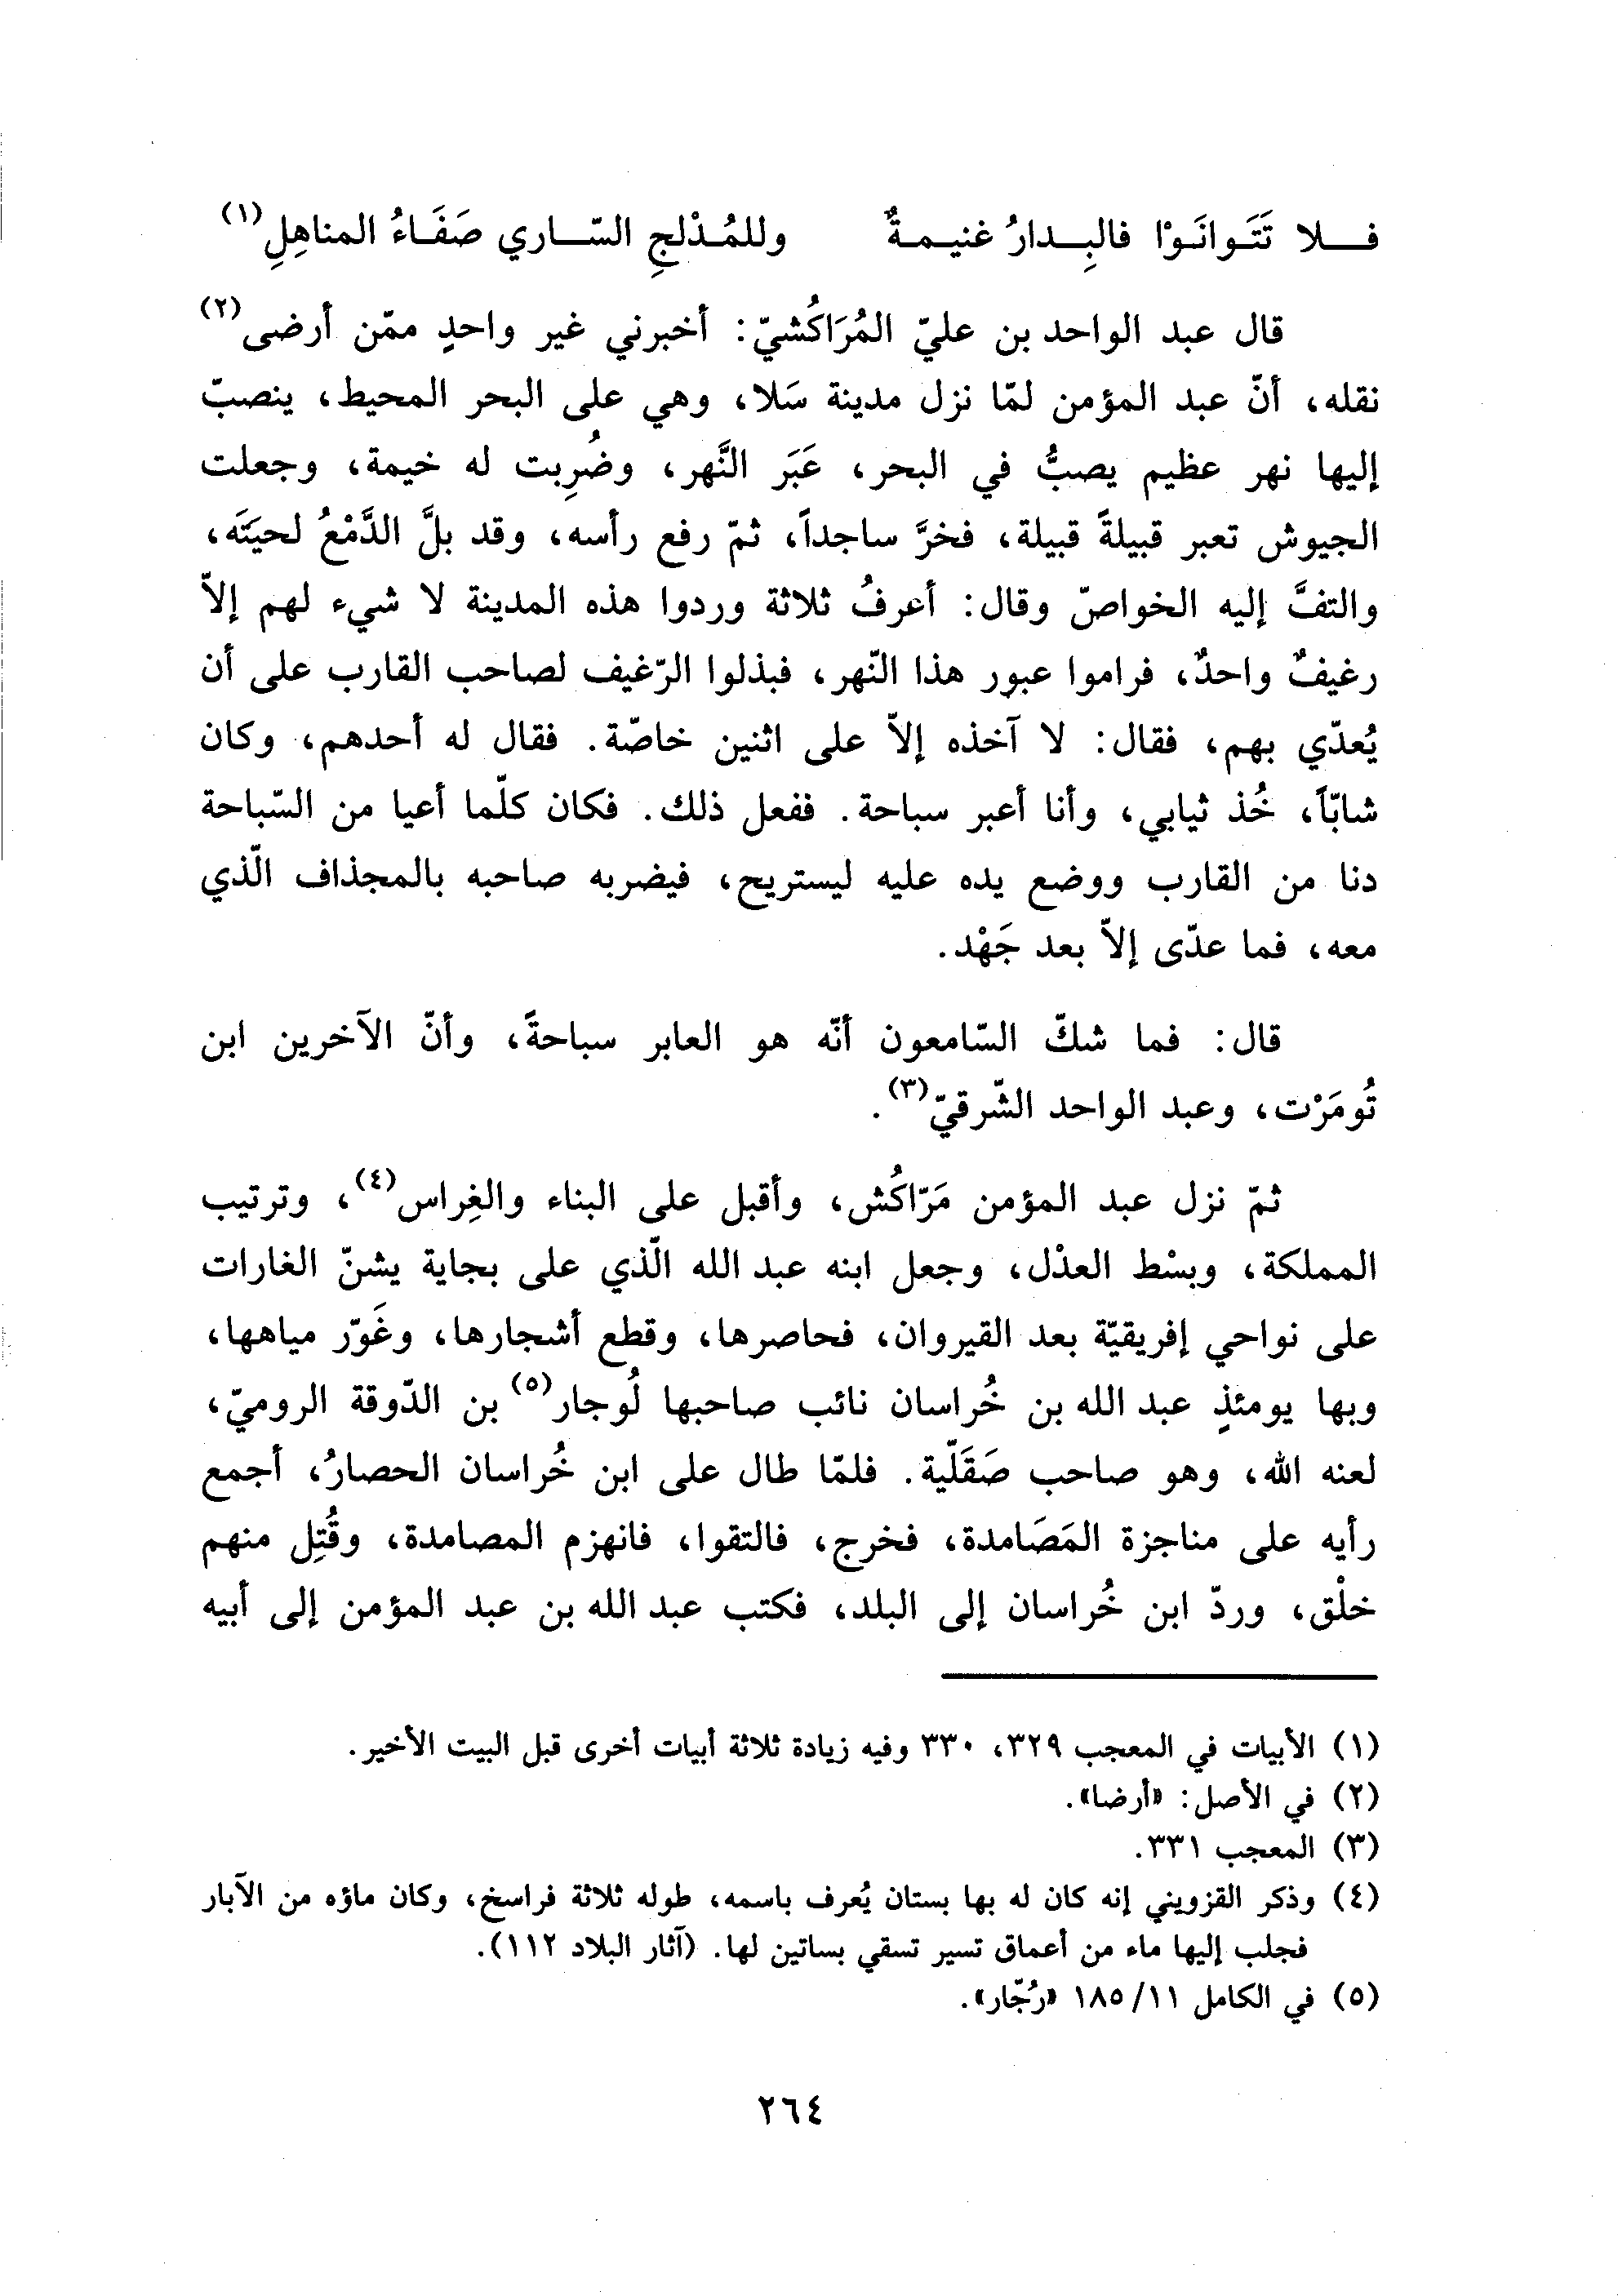 فـلا تَتَـوانَـوْا فالبِـدارُ غنيـمـةٌ وللمُـدْلجِ السّـاري صَفَـاءُ المناهِلِ(١)
قال عبد الواحد بن عليّ المُرَاكُشيّ: أخبرني غير واحدٍ ممّن أرضى(٢)
نقله، أنّ عبد المؤمن لمّا نزل مدينة سَلا، وهي على البحر المحيط، ينصبّ
إليها نهر عظيم يصبُّ في البحر، عَبَر النَّهر، وضُرِبت له خيمة، وجعلت
الجيوش تعبر قبيلةً قبيلة، فخرَّ ساجداً، ثمّ رفع رأسه، وقد بلَّ الدَّمْعُ لحيَتَه،
والتفَّ إليه الخواصّ وقال: أعرفُ ثلاثة وردوا هذه المدينة لا شيء لهم إلاّ
رغيفٌ واحدٌ، فراموا عبور هذا النّهر، فبذلوا الرّغيف لصاحب القارب على أن
يُعدّي بهم، فقال: لا آخذه إلاّ على اثنين خاصّة. فقال له أحدهم، وكان
شابّاً، خُذ ثيابي، وأنا أعبر سباحة. ففعل ذلك. فكان كلّما أعيا من السّباحة
دنا من القارب ووضع يده عليه ليستريح، فيضربه صاحبه بالمجذاف الّذي
معه، فما عدّى إلاّ بعد جَهْد.
قال: فما شكّ السّامعون أنّه هو العابر سباحةً، وأنّ الآخرين ابن
تُومَرْت، وعبد الواحد الشّرقيّ(٣).
ثمّ نزل عبد المؤمن مَرّاكُش، وأقبل على البناء والغِراس(٤)، وترتيب
المملكة، وبسْط العدْل، وجعل ابنه عبد الله الّذي على بجاية يشنّ الغارات
على نواحي إفريقيّة بعد القيروان، فحاصرها، وقطع أشجارها، وغَوّر مياهها،
وبها يومئذٍ عبد الله بن خُراسان نائب صاحبها لُوجار(٥) بن الدّوقة الروميّ،
لعنه الله، وهو صاحب صَقَلّية. فلمّا طال على ابن خُراسان الحصارُ، أجمع
رأيه على مناجزة المَصَامدة، فخرج، فالتقوا، فانهزم المصامدة، وقُتِل منهم
خلْق، وردّ ابن خُراسان إلى البلد، فكتب عبد الله بن عبد المؤمن إلى أبيه
(١) الأبيات في المعجب ٣٢٩، ٣٣٠ وفيه زيادة ثلاثة أبيات أخرى قبل البيت الأخير.
(٢) في الأصل: «أرضا».
(٣) المعجب ٣٣١.
(٤) وذكر القزويني إنه كان له بها بستان يُعرف باسمه، طوله ثلاثة فراسخ، وكان ماؤه من الآبار
فجلب إليها ماء من أعماق تسير تسقي بساتين لها. (آثار البلاد ١١٢).
(٥) في الكامل ١١/ ١٨٥ «رُجّار».
٢٦٤